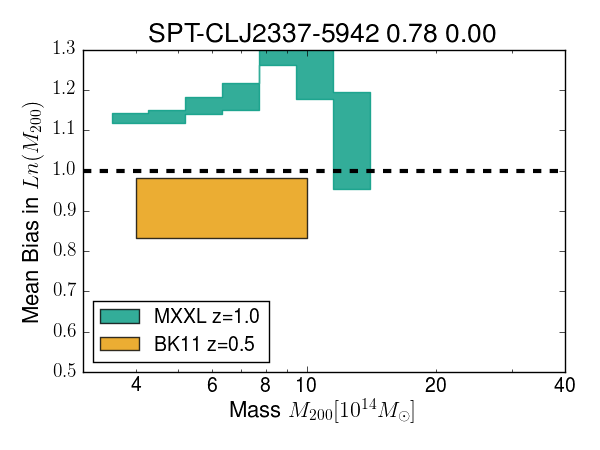 SPT-CLJ2337-5942 0.78 0.00
Mean Bias in Ln(M200)
1.3
1.2
1.1
1.0
0.9
0.8
0.7
0.6
0.5
MXXL z=1.0
BK11 z=0.5
4 6 8 10 20 40
Mass M200[10^14 M⊙]